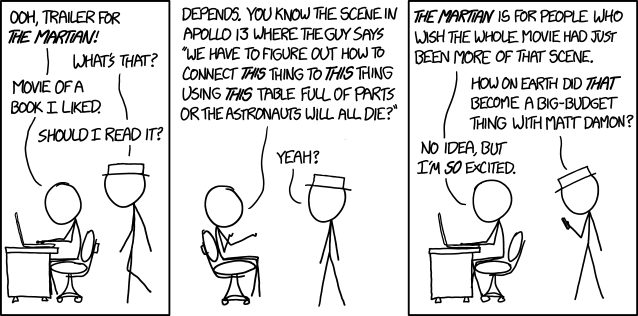 OOH, TRAILER FOR
THE MARTIAN!
WHAT'S THAT?
MOVIE OF A
BOOK I LIKED.
SHOULD I READ IT?
DEPENDS. YOU KNOW THE SCENE IN
APOLLO 13 WHERE THE GUY SAYS
"WE HAVE TO FIGURE OUT HOW TO
CONNECT THIS THING TO THIS THING
USING THIS TABLE FULL OF PARTS
OR THE ASTRONAUTS WILL ALL DIE?"
YEAH?
THE MARTIAN IS FOR PEOPLE WHO
WISH THE WHOLE MOVIE HAD JUST
BEEN MORE OF THAT SCENE.
HOW ON EARTH DID THAT
BECOME A BIG-BUDGET
THING WITH MATT DAMON?
NO IDEA, BUT
I'M SO EXCITED.